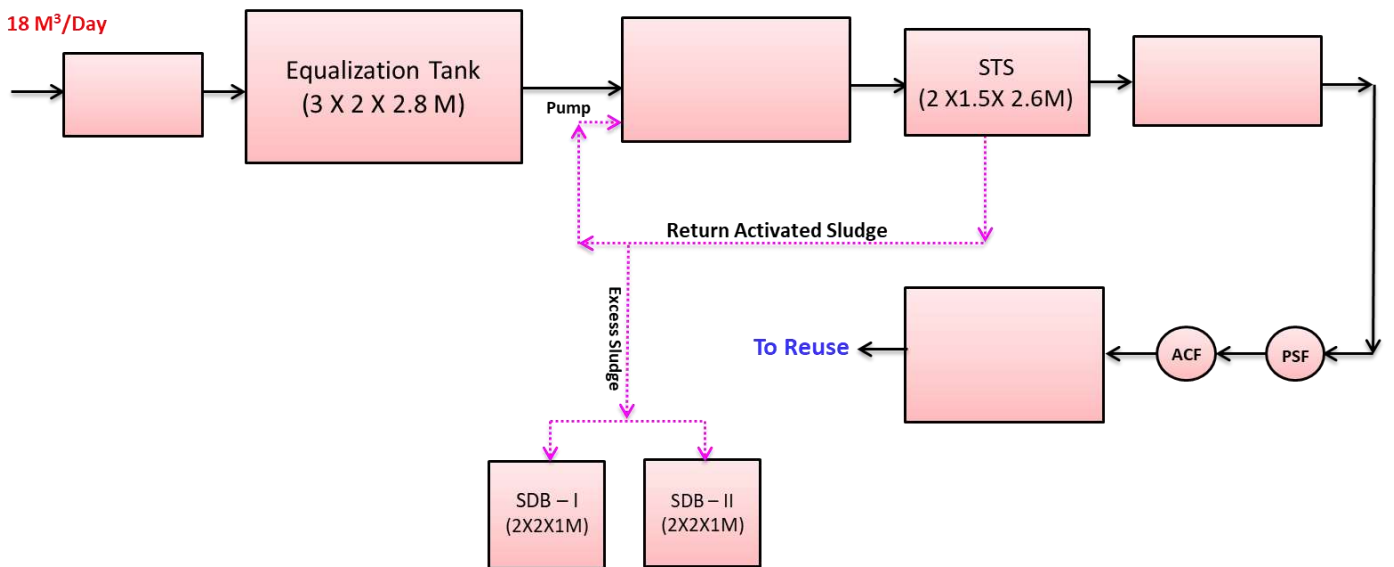 18 M³/Day
Equalization Tank
(3 X 2 X 2.8 M)
STS
(2 X1.5X 2.6M)
Pump
Return Activated Sludge
Excess Sludge
To Reuse
ACF
PSF
SDB – I
(2X2X1M)
SDB – II
(2X2X1M)